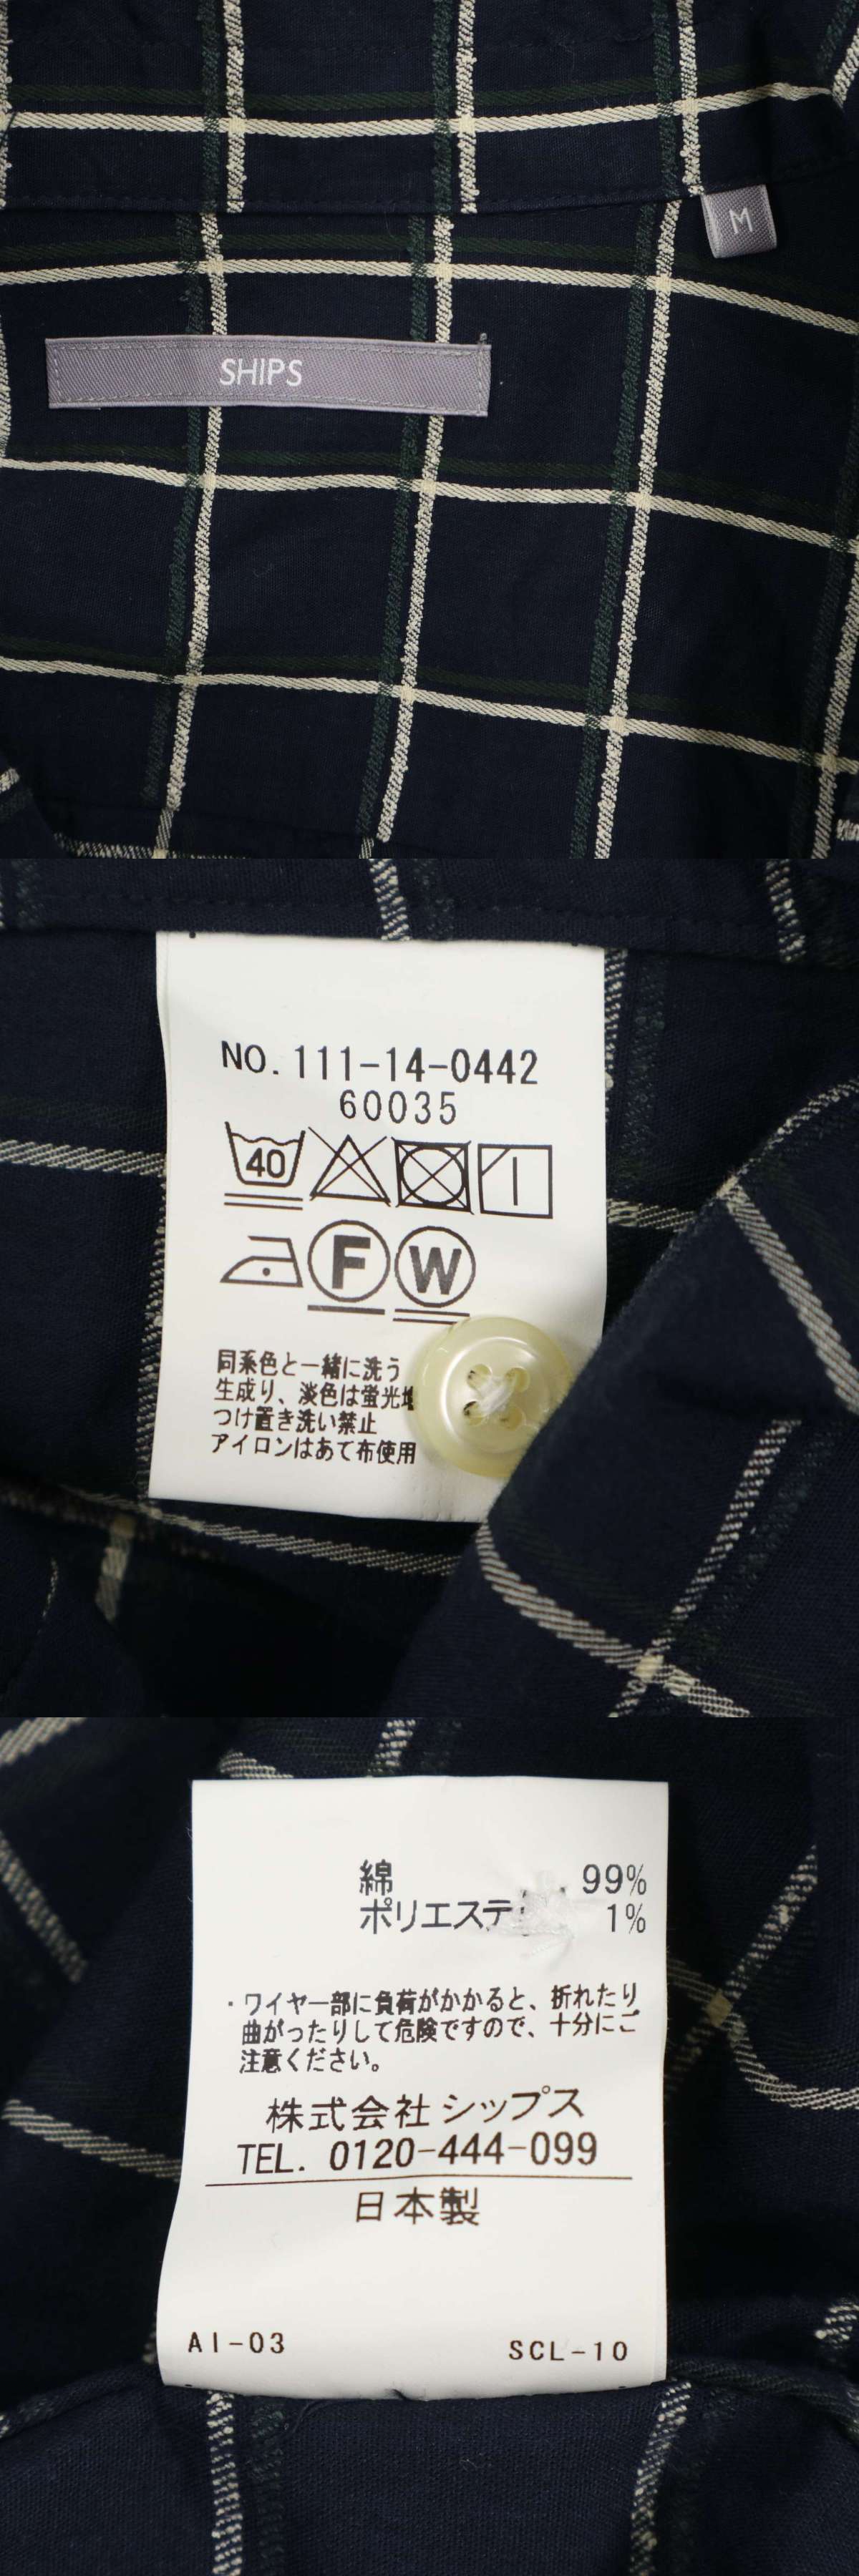 M
SHIPS
NO. 111-14-0442
60035
40
F W
同系色と一緒に洗う
生成り、淡色は蛍光
つけ置き洗い禁止
アイロンはあて布使用
綿 99%
ポリエステ 1%
・ワイヤー部に負荷がかかると、折れたり
曲がったりして危険ですので、十分にご
注意ください。
株式会社シップス
TEL. 0120-444-099
日本製
AI-03 SCL-10